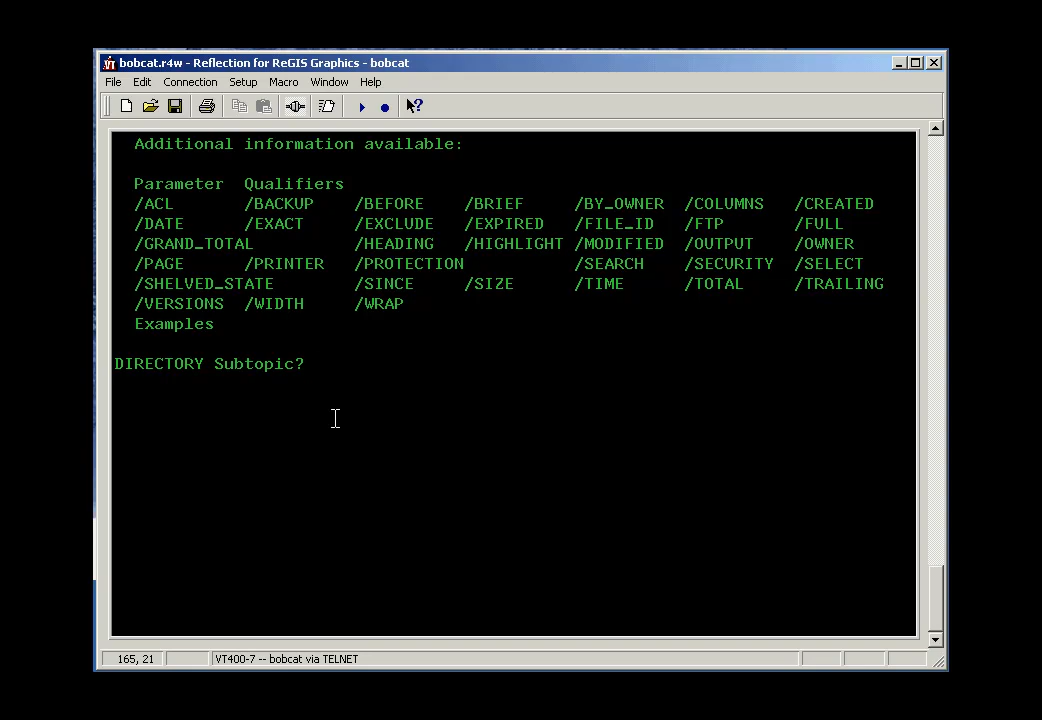 bobcat.r4w - Reflection for ReGIS Graphics - bobcat
File Edit Connection Setup Macro Window Help
Additional information available:
Parameter Qualifiers
/ACL /BACKUP /BEFORE /BRIEF /BY_OWNER /COLUMNS /CREATED
/DATE /EXACT /EXCLUDE /EXPIRED /FILE_ID /FTP /FULL
/GRAND_TOTAL /HEADING /HIGHLIGHT /MODIFIED /OUTPUT /OWNER
/PAGE /PRINTER /PROTECTION /SEARCH /SECURITY /SELECT
/SHELVED_STATE /SINCE /SIZE /TIME /TOTAL /TRAILING
/VERSIONS /WIDTH /WRAP
Examples
DIRECTORY Subtopic?
165, 21 VT400-7 -- bobcat via TELNET